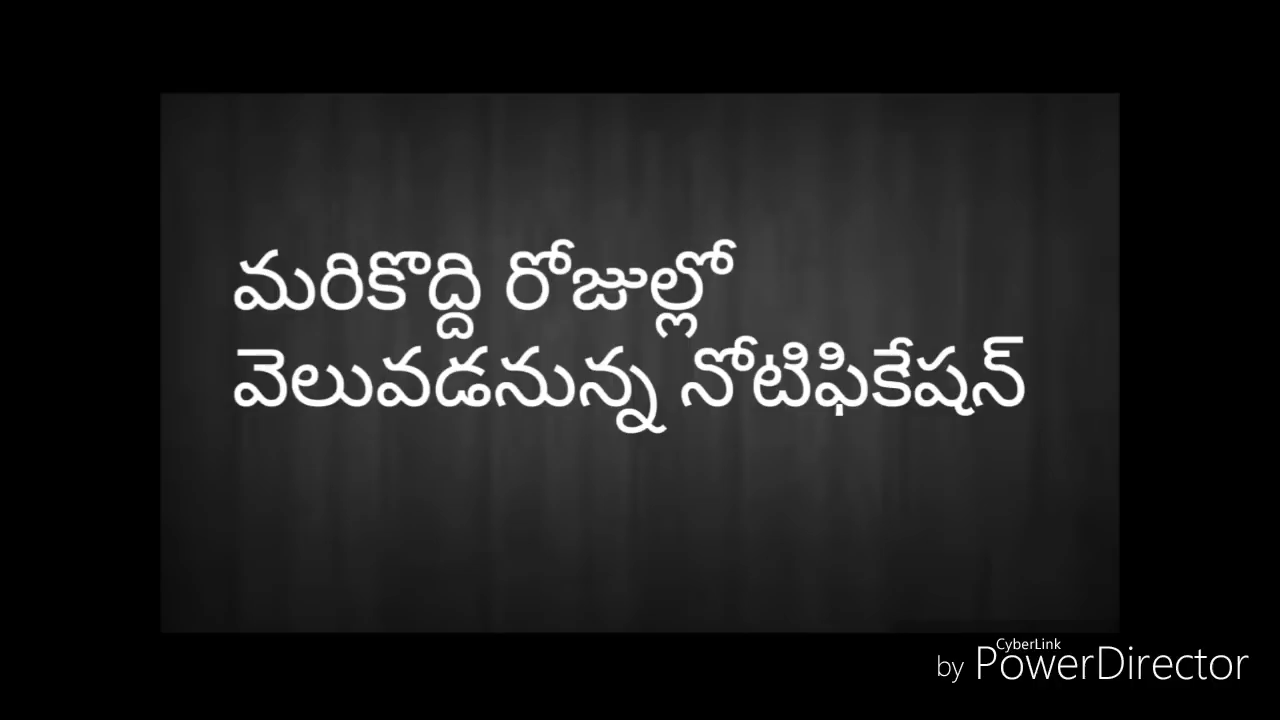 మరికొద్ది రోజుల్లో
వెలువడనున్న నోటిఫికేషన్
CyberLink
by PowerDirector